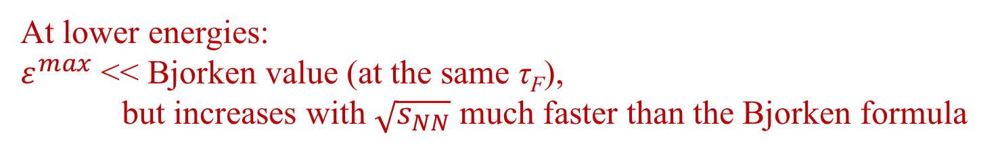 At lower energies:
ε^max << Bjorken value (at the same τ_F),
but increases with √s_NN much faster than the Bjorken formula